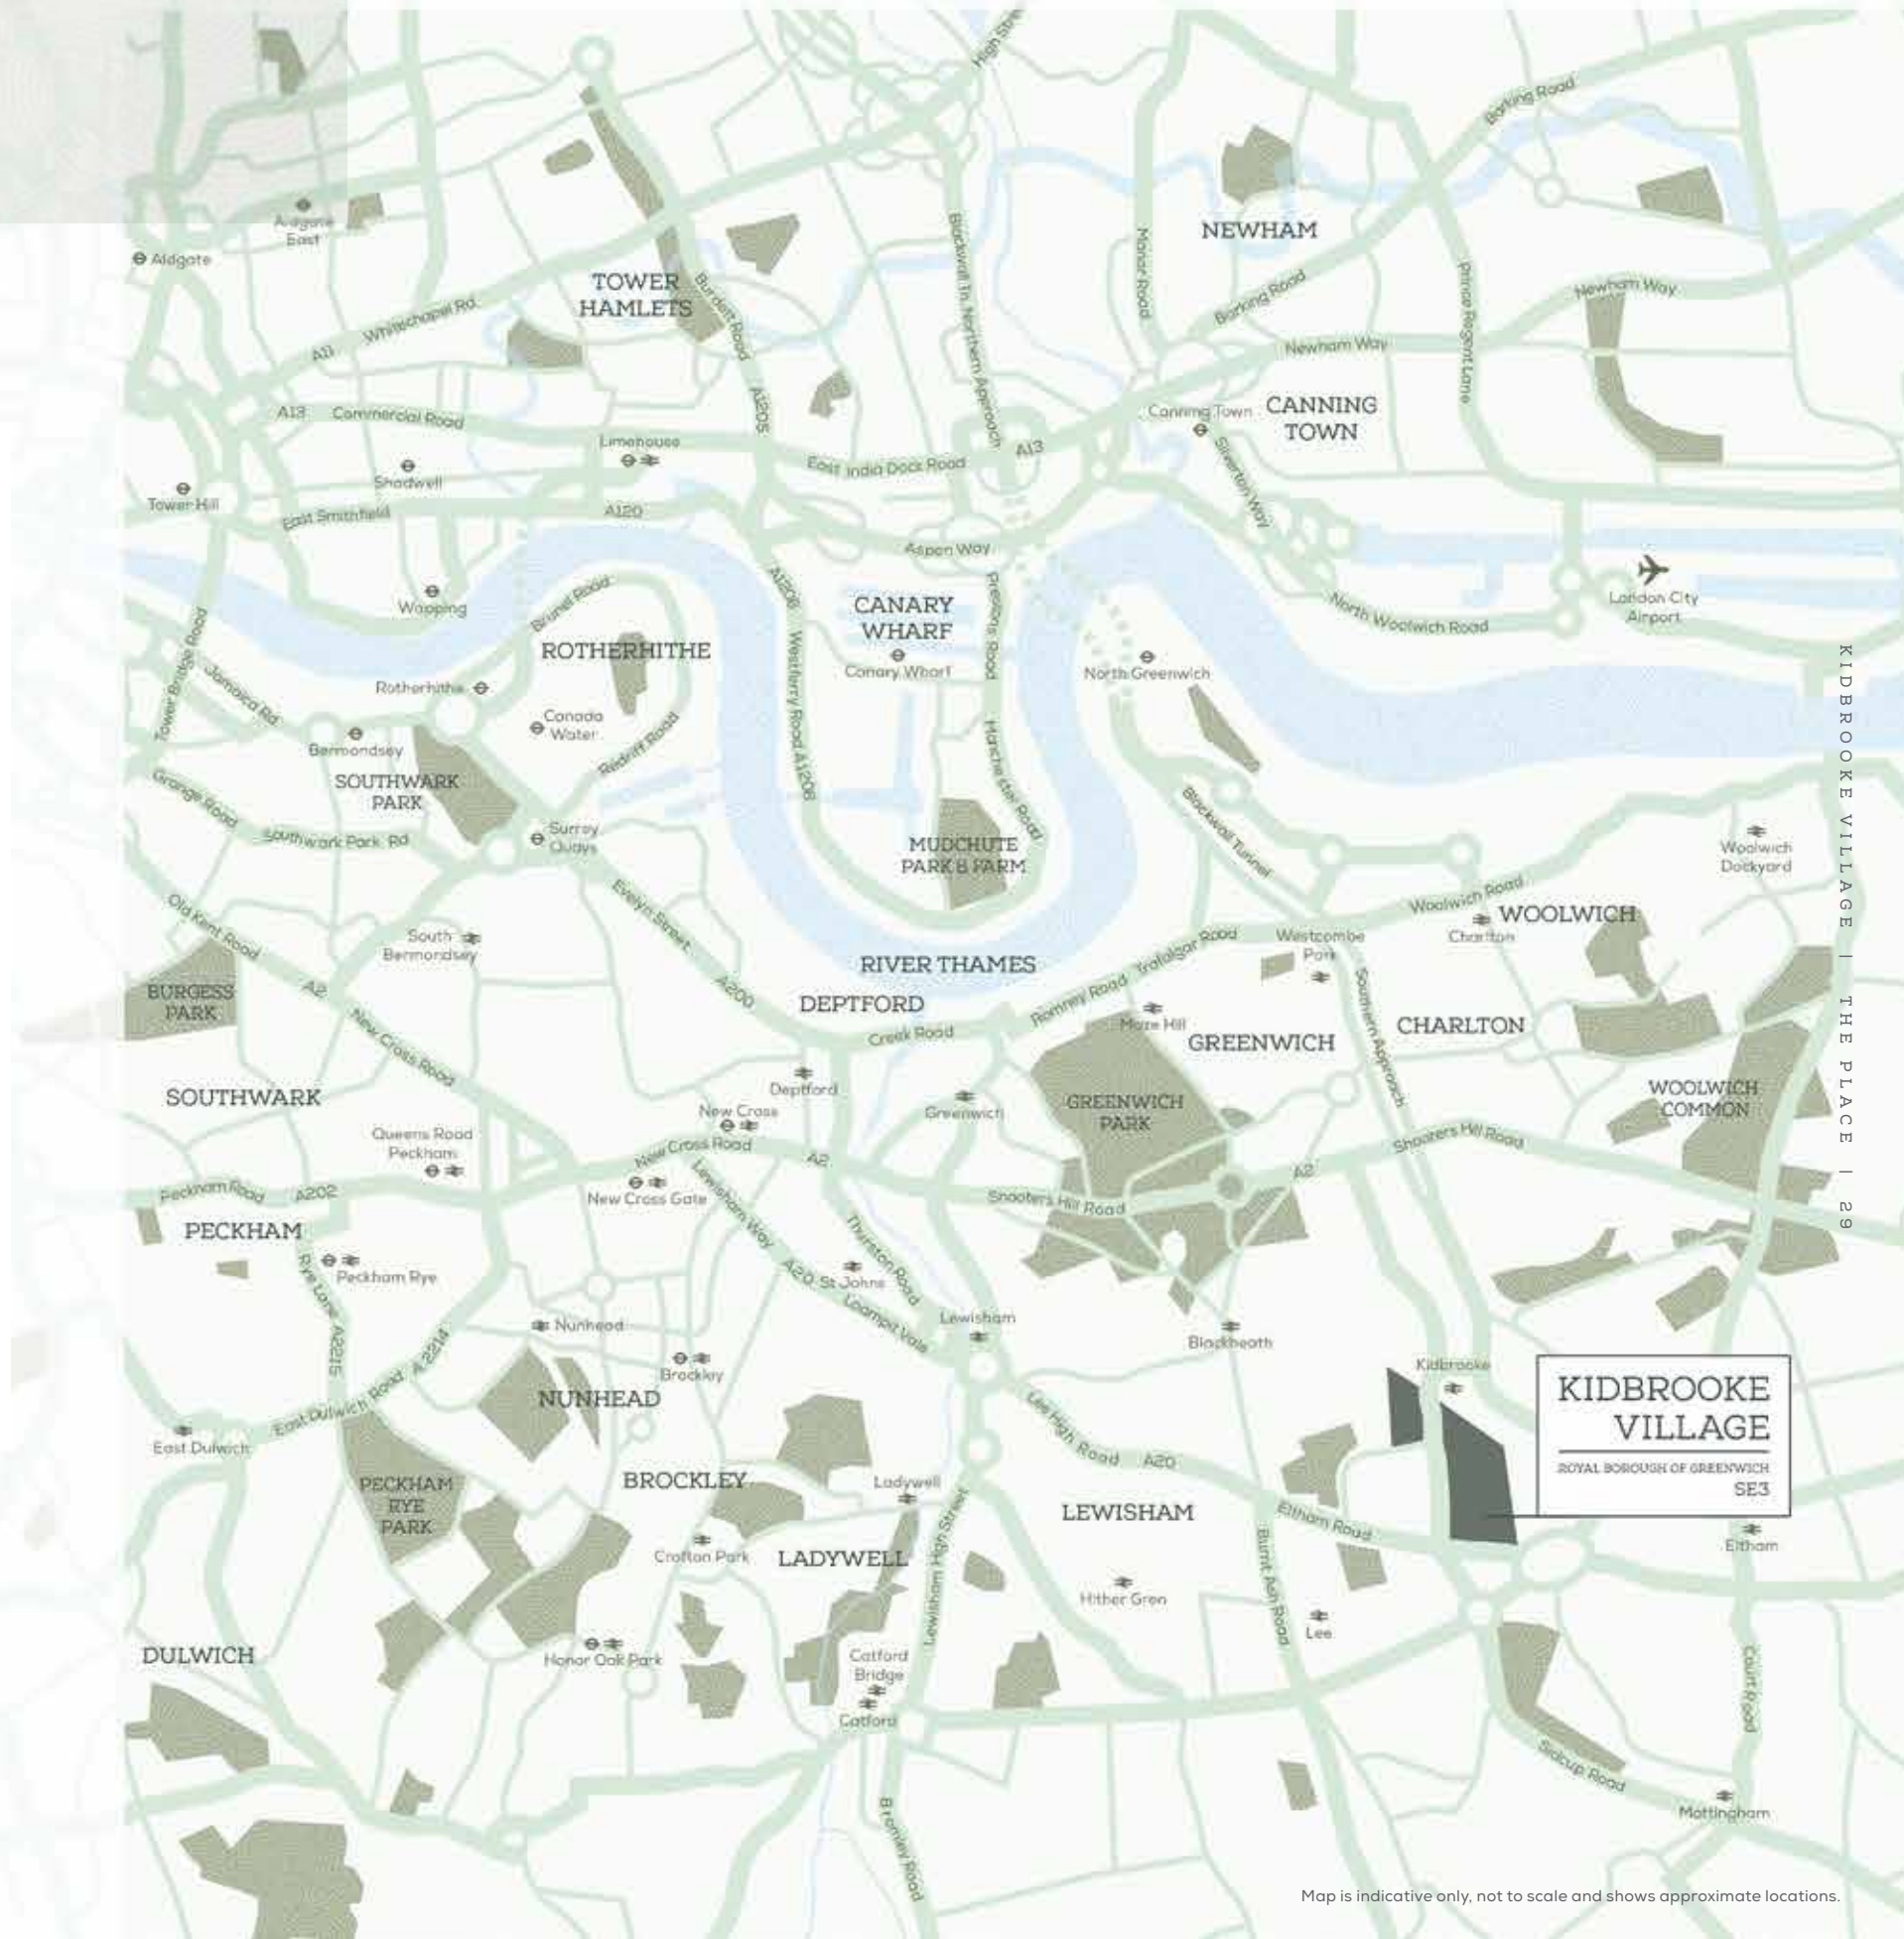 High Stre
Barking Road
Aldgate
East
Aldgate
NEWHAM
Manor Road
Blackwall Tn. Northern Approach
TOWER
HAMLETS
Burdett Road
Barking Road
Prince Regent Lane
Newham Way
A11
Whitechapel Rd.
Newham Way
A1205
Canning Town
CANNING
TOWN
A13
Commercial Road
Limehouse
East India Dock Road
A13
Silverton Way
Shadwell
Tower Hill
East Smithfield
A120
Aspen Way
London City
Airport
North Woolwich Road
Wapping
Brunel Road
A1206
CANARY
WHARF
Canary Wharf
Prestons Road
ROTHERHITHE
Westferry Road A1206
North Greenwich
Tower Bridge Road
Jamaica Rd.
Rotherhithe
Canada
Water
Bermondsey
Redriff Road
Manchester Road
SOUTHWARK
PARK
Grange Road
Southwark Park Rd
Surrey
Quays
MUDCHUTE
PARK & FARM
Blackwall Tunnel
Woolwich
Dockyard
Evelyn Street
Old Kent Road
Woolwich Road
WOOLWICH
Charlton
South
Bermondsey
Trafalgar Road
Westcombe
Park
RIVER THAMES
BURGESS
PARK
A2
A200
DEPTFORD
Romney Road
Maze Hill
Southern Approach
CHARLTON
New Cross Road
Creek Road
GREENWICH
SOUTHWARK
Deptford
New Cross
Greenwich
GREENWICH
PARK
WOOLWICH
COMMON
Queens Road
Peckham
New Cross Road
A2
Shooters Hill Road
A2
Peckham Road
A202
New Cross Gate
Lewisham Way
Shooters Hill Road
PECKHAM
Peckham Rye
Rye Lane
A2215
A20
St Johns
Thurston Road
Loampit Vale
Lewisham
Nunhead
Blackheath
Brockley
Kidbrooke
KIDBROOKE
VILLAGE
ROYAL BOROUGH OF GREENWICH
SE3
East Dulwich Road
A 2214
NUNHEAD
Lee High Road
A20
East Dulwich
PECKHAM
RYE
PARK
BROCKLEY
Ladywell
LEWISHAM
Eltham Road
Eltham
Crofton Park
LADYWELL
Lewisham High Street
Hither Gren
Burnt Ash Road
Lee
DULWICH
Honor Oak Park
Catford
Bridge
Catford
Court Road
Sidcup Road
Mottingham
Bromley Road
Map is indicative only, not to scale and shows approximate locations.
KIDBROOKE VILLAGE | THE PLACE | 29